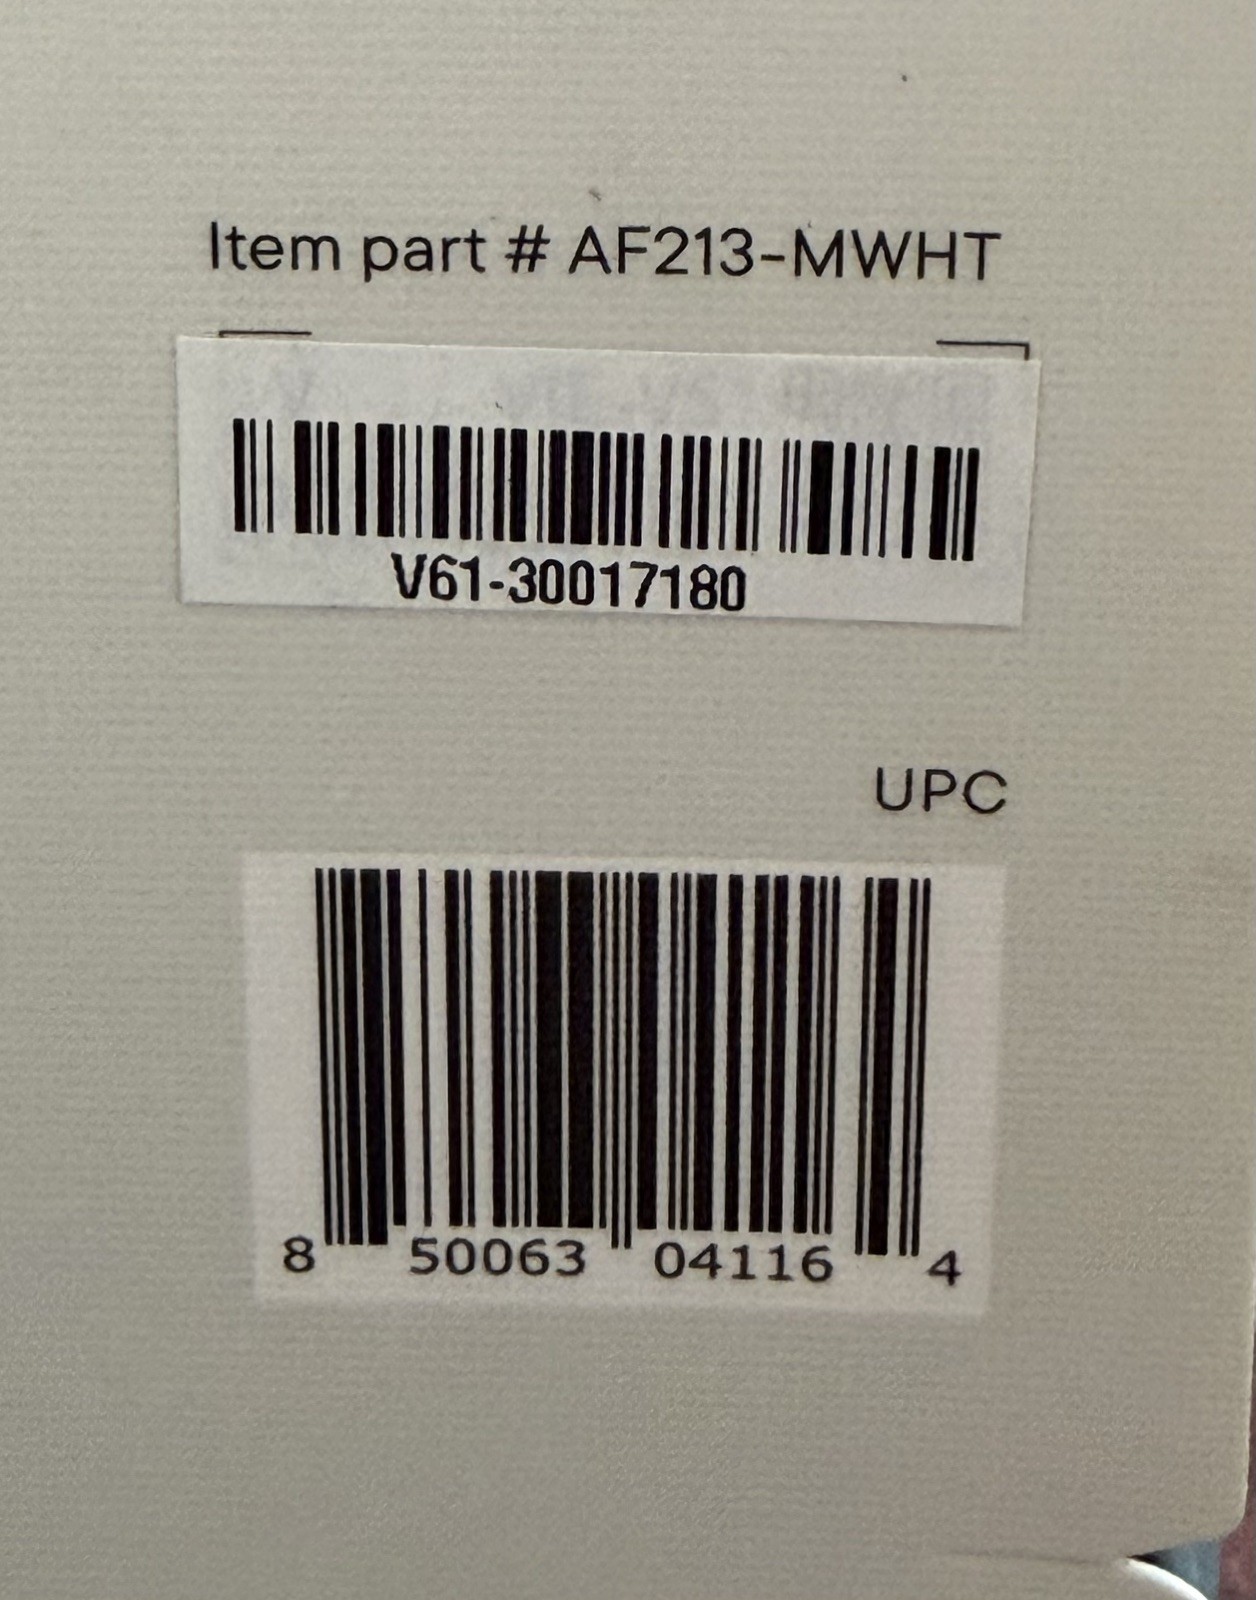 Item part # AF213-MWHT
V61-30017180
UPC
8 50063 04116 4